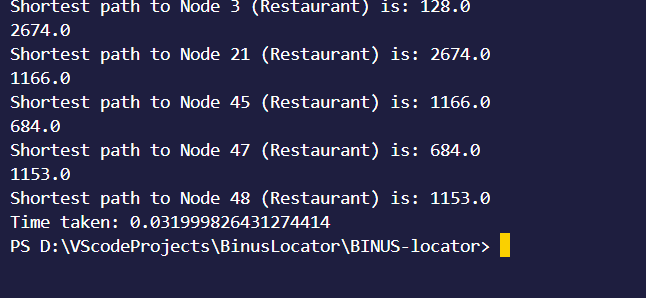 Shortest path to Node 3 (Restaurant) is: 128.0
2674.0
Shortest path to Node 21 (Restaurant) is: 2674.0
1166.0
Shortest path to Node 45 (Restaurant) is: 1166.0
684.0
Shortest path to Node 47 (Restaurant) is: 684.0
1153.0
Shortest path to Node 48 (Restaurant) is: 1153.0
Time taken: 0.031999826431274414
PS D:\VScodeProjects\BinusLocator\BINUS-locator>